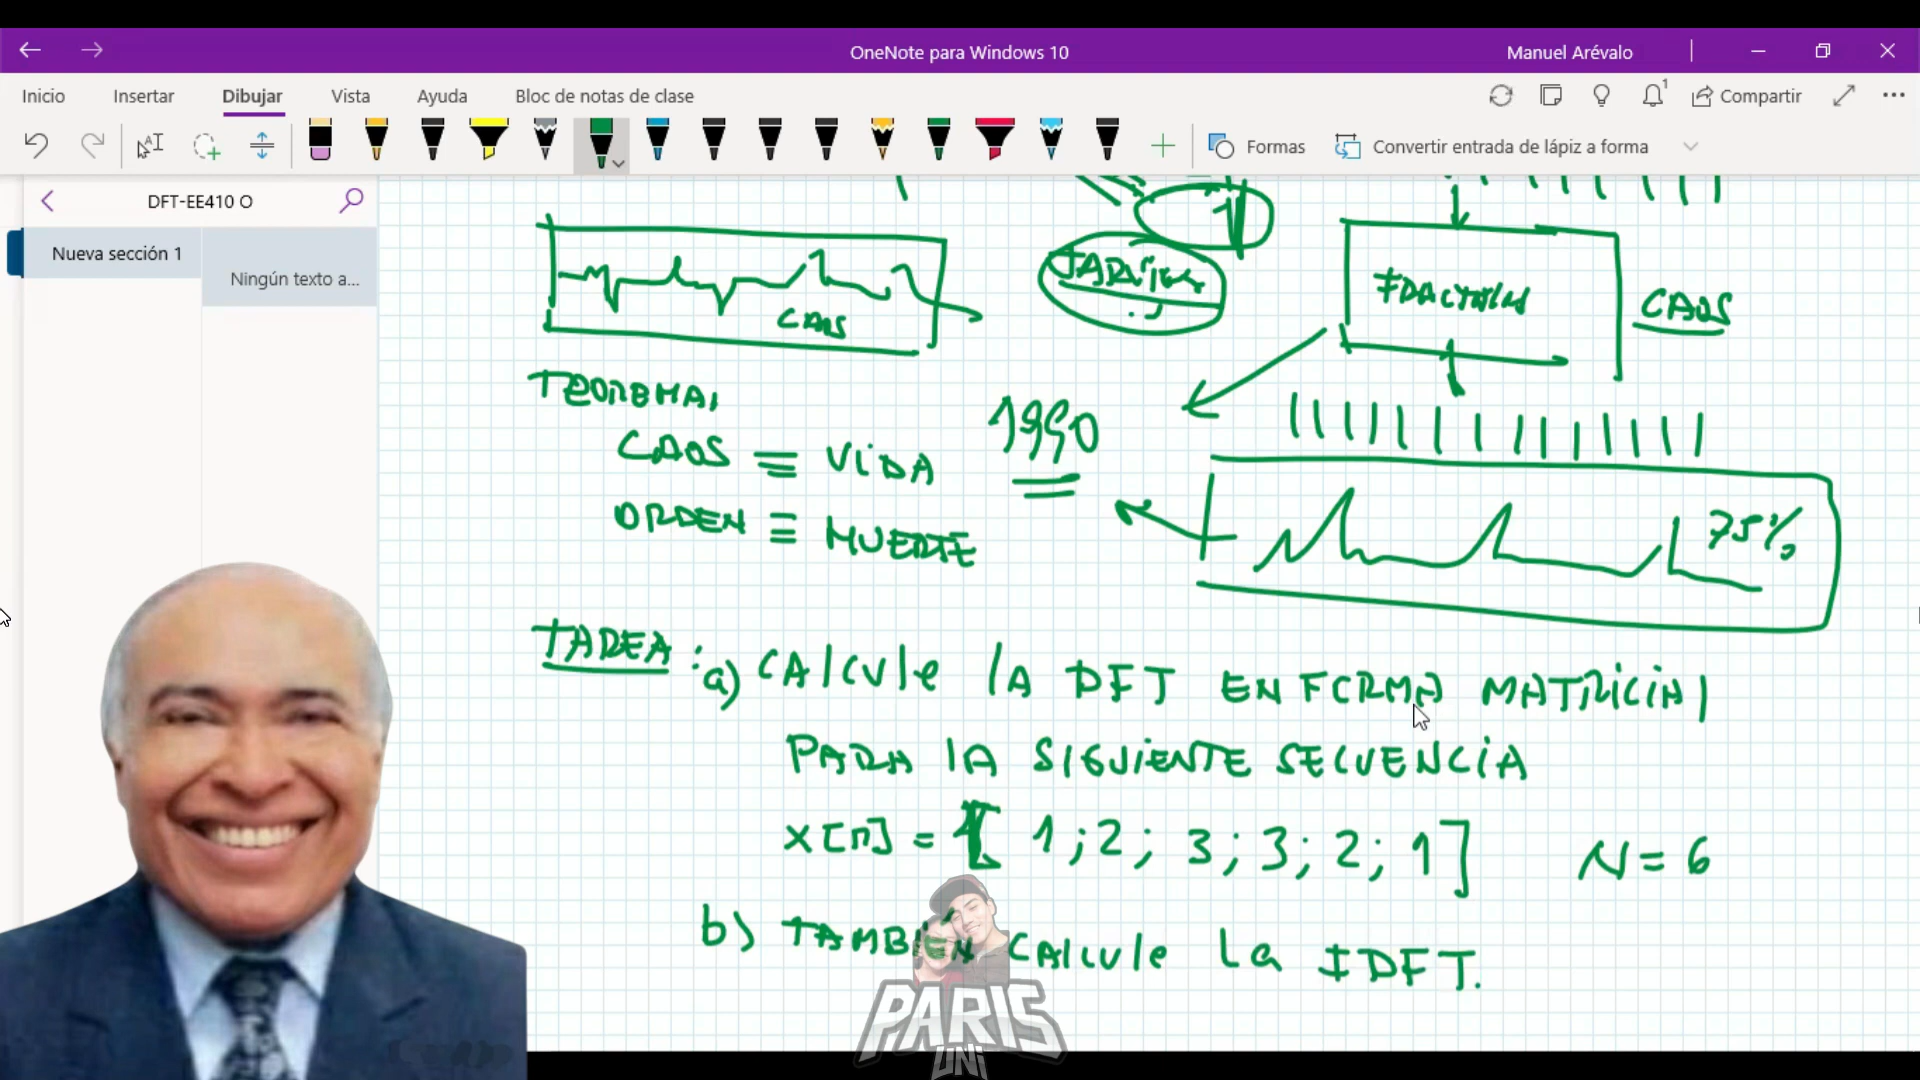 OneNote para Windows 10
Manuel Arévalo
Inicio
Insertar
Dibujar
Vista
Ayuda
Bloc de notas de clase
1
Compartir
Formas
Convertir entrada de lápiz a forma
DFT-EE410 O
Nueva sección 1
Ningún texto a...
CAOS
FRACTALES
CAOS
TEOREMA:
CAOS ≡ VIDA
1990
ORDEN ≡ MUERTE
75%
TAREA: a) CALCULE LA DFT EN FORMA MATRICIAL
PARA LA SIGUIENTE SECUENCIA
x[n] = [ 1 ; 2 ; 3 ; 3 ; 2 ; 1 ] N = 6
b) TAMBIÉN CALCULE LA IDFT.
PARIS
UNI